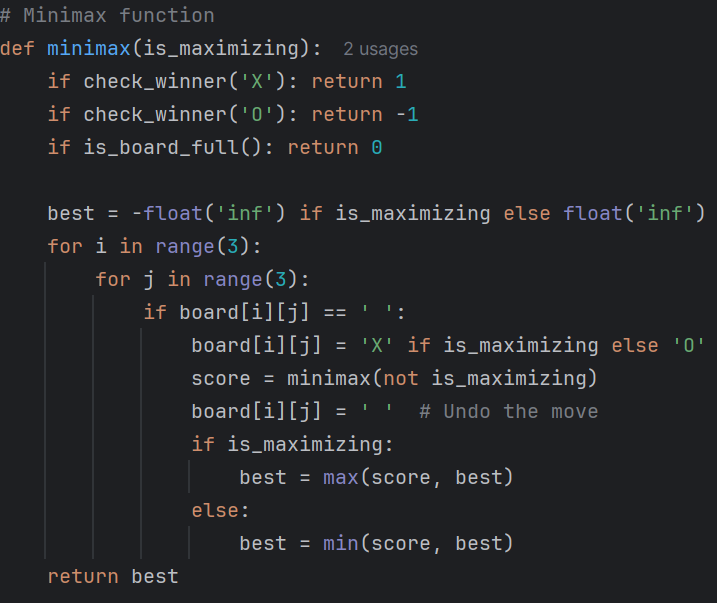 # Minimax function
def minimax(is_maximizing):  2 usages
    if check_winner('X'): return 1
    if check_winner('O'): return -1
    if is_board_full(): return 0

    best = -float('inf') if is_maximizing else float('inf')
    for i in range(3):
        for j in range(3):
            if board[i][j] == ' ':
                board[i][j] = 'X' if is_maximizing else 'O'
                score = minimax(not is_maximizing)
                board[i][j] = ' '  # Undo the move
                if is_maximizing:
                    best = max(score, best)
                else:
                    best = min(score, best)
    return best